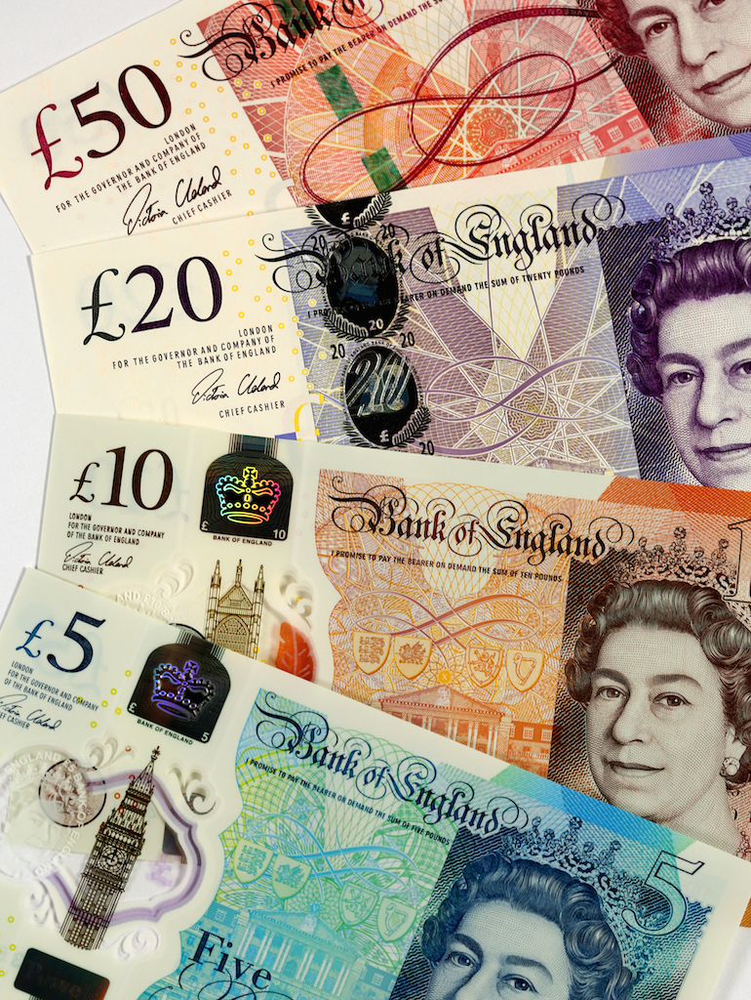 £50
Bank
I PROMISE TO PAY THE BEARER ON DEMAND THE SUM
LONDON
FOR THE GOVERNOR AND COMPANY OF
THE BANK OF ENGLAND
Victoria Cleland
CHIEF CASHIER
£20
Bank of England
BEARER ON DEMAND THE SUM OF TWENTY POUNDS
LONDON
FOR THE GOVERNOR AND COMPANY OF
THE BANK OF ENGLAND
Victoria Cleland
CHIEF CASHIER
£
20 20
20
20 20
20
£
20
£10
LONDON
FOR THE GOVERNOR AND COMPANY
OF THE BANK OF ENGLAND
Victoria Cleland
CHIEF CASHIER
£ 10
BANK OF ENGLAND
Bank of England
I PROMISE TO PAY THE BEARER ON DEMAND THE SUM OF TEN POUNDS
£5
LONDON
FOR THE GOVERNOR AND COMPANY
OF THE BANK OF ENGLAND
CHIEF CASHIER
£ 5
BANK OF ENGLAND
Bank of England
I PROMISE TO PAY THE BEARER ON DEMAND THE SUM OF FIVE POUNDS
5
Five